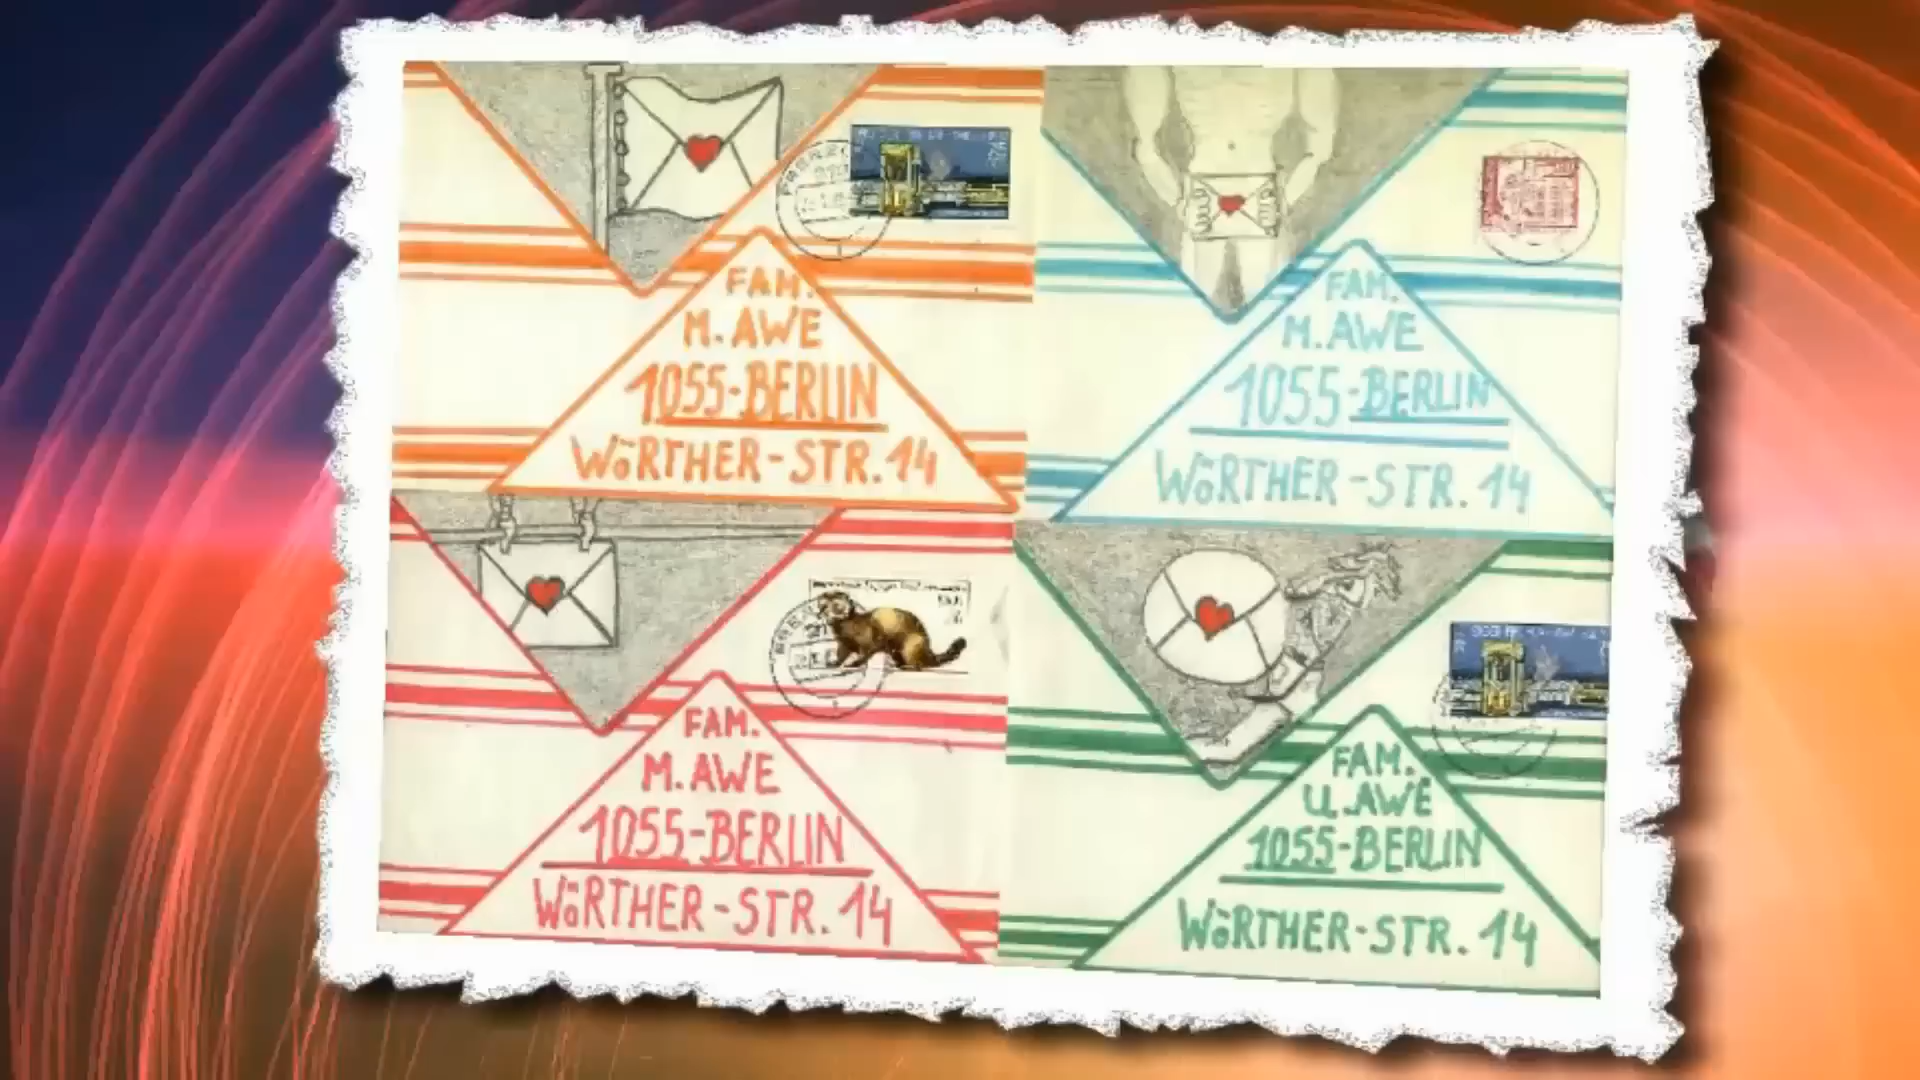 FAM.
M. AWE
1055-BERLIN
WÖRTHER-STR. 14
FAM.
M. AWE
1055-BERLIN
WÖRTHER-STR. 14
FAM.
M. AWE
1055-BERLIN
WÖRTHER-STR. 14
FAM.
U. AWE
1055-BERLIN
WÖRTHER-STR. 14